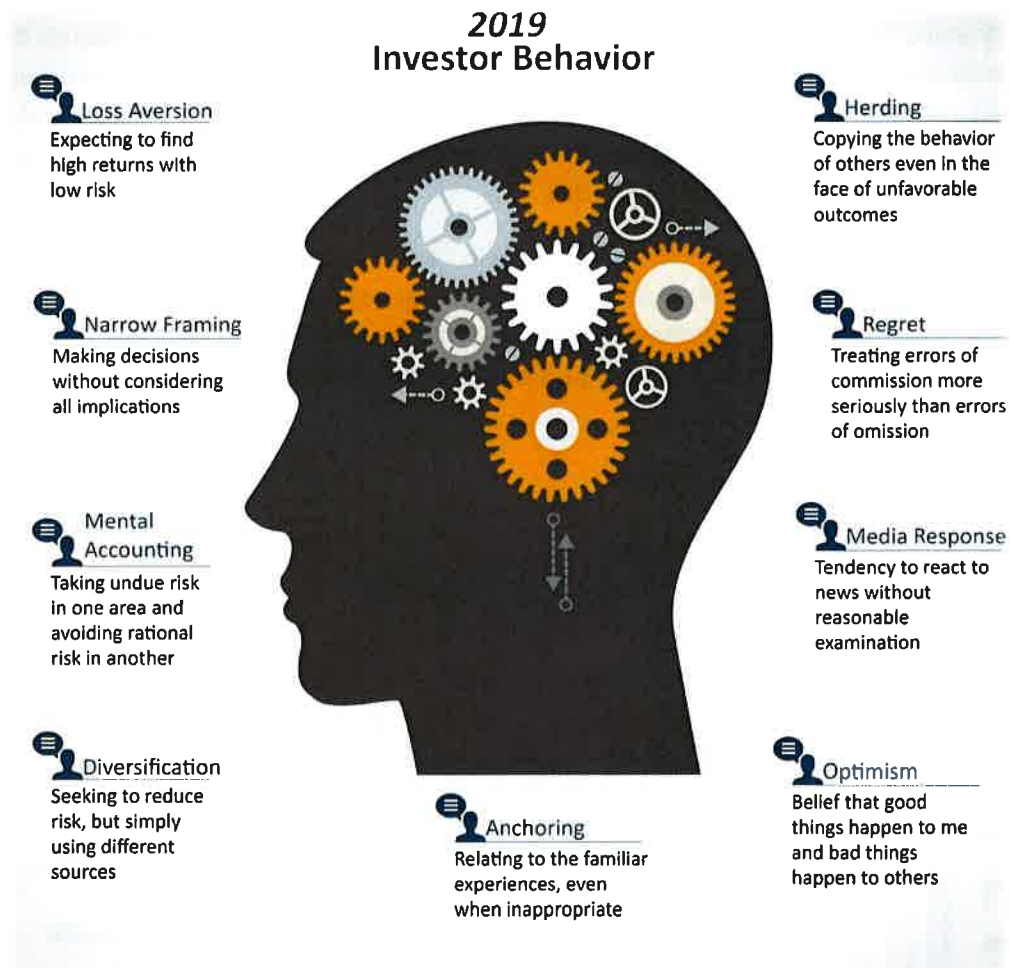 2019
Investor Behavior
Loss Aversion
Expecting to find
high returns with
low risk
Narrow Framing
Making decisions
without considering
all implications
Mental
Accounting
Taking undue risk
in one area and
avoiding rational
risk in another
Diversification
Seeking to reduce
risk, but simply
using different
sources
Anchoring
Relating to the familiar
experiences, even
when inappropriate
Herding
Copying the behavior
of others even in the
face of unfavorable
outcomes
Regret
Treating errors of
commission more
seriously than errors
of omission
Media Response
Tendency to react to
news without
reasonable
examination
Optimism
Belief that good
things happen to me
and bad things
happen to others